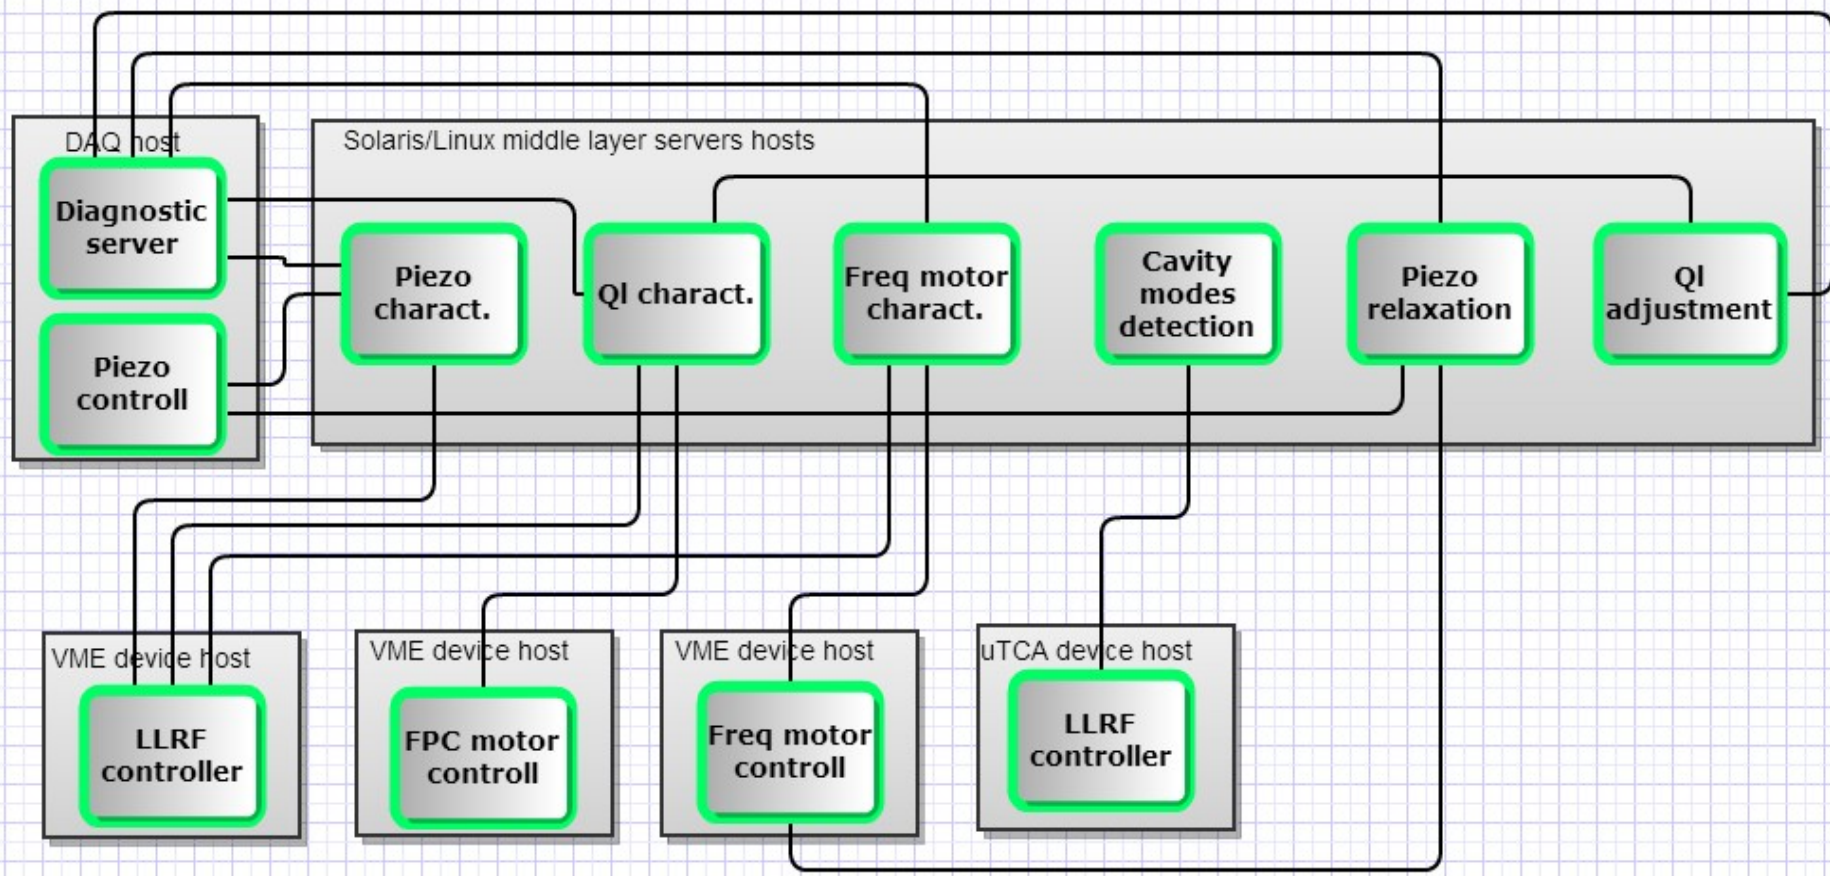 DAQ host
Diagnostic
server
Piezo
controll
Solaris/Linux middle layer servers hosts
Piezo
charact.
Ql charact.
Freq motor
charact.
Cavity
modes
detection
Piezo
relaxation
Ql
adjustment
VME device host
LLRF
controller
VME device host
FPC motor
controll
VME device host
Freq motor
controll
uTCA device host
LLRF
controller